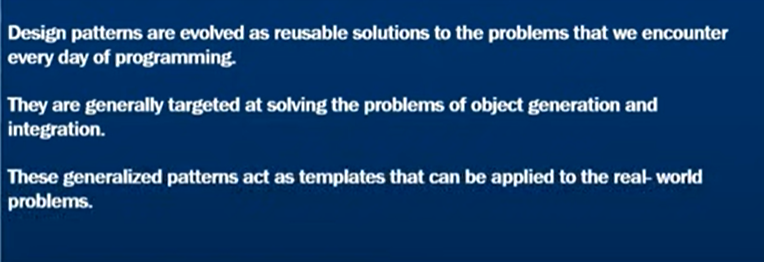 Design patterns are evolved as reusable solutions to the problems that we encounter
every day of programming.
They are generally targeted at solving the problems of object generation and
integration.
These generalized patterns act as templates that can be applied to the real- world
problems.